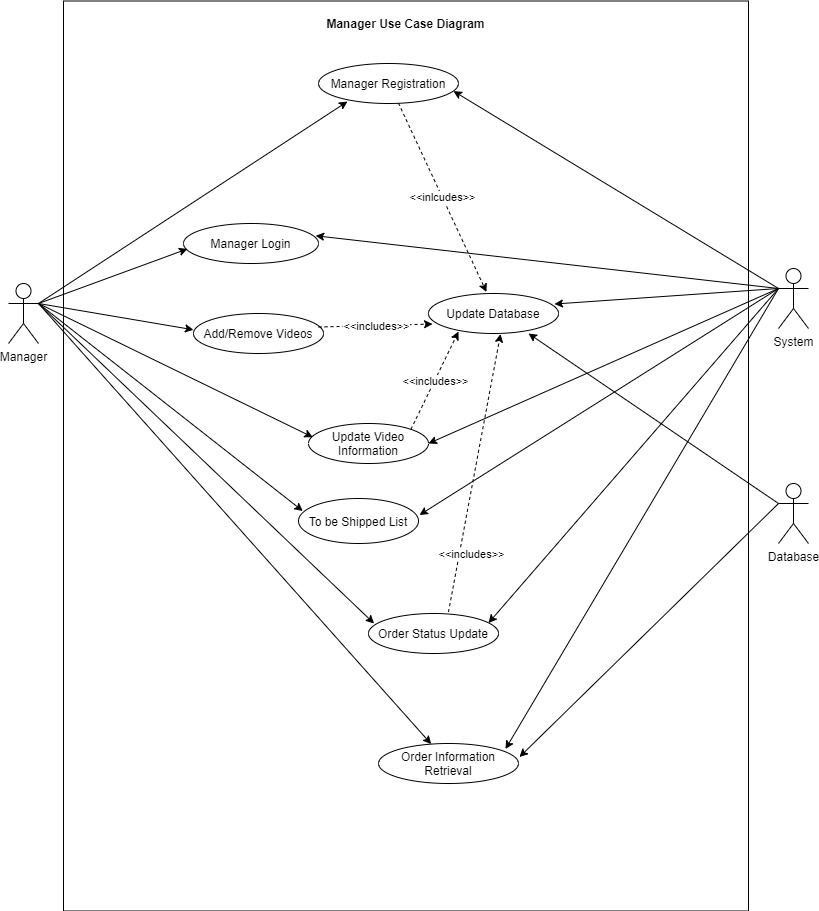 Manager Use Case Diagram
Manager Registration
<<inlcudes>>
Manager Login
Update Database
Add/Remove Videos
<<includes>>
System
Manager
<<includes>>
Update Video
Information
To be Shipped List
<<includes>>
Database
Order Status Update
Order Information
Retrieval